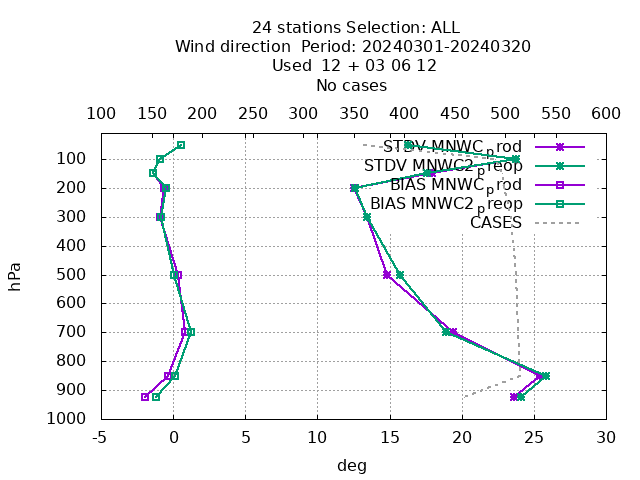 24 stations Selection: ALL
Wind direction  Period: 20240301-20240320
Used  12 + 03 06 12
No cases
100 150 200 250 300 350 400 450 500 550 600
STDV MNWC_prod
STDV MNWC2_preop
BIAS MNWC_prod
BIAS MNWC2_preop
CASES
100
200
300
400
500
600
700
800
900
1000
hPa
-5 0 5 10 15 20 25 30
deg